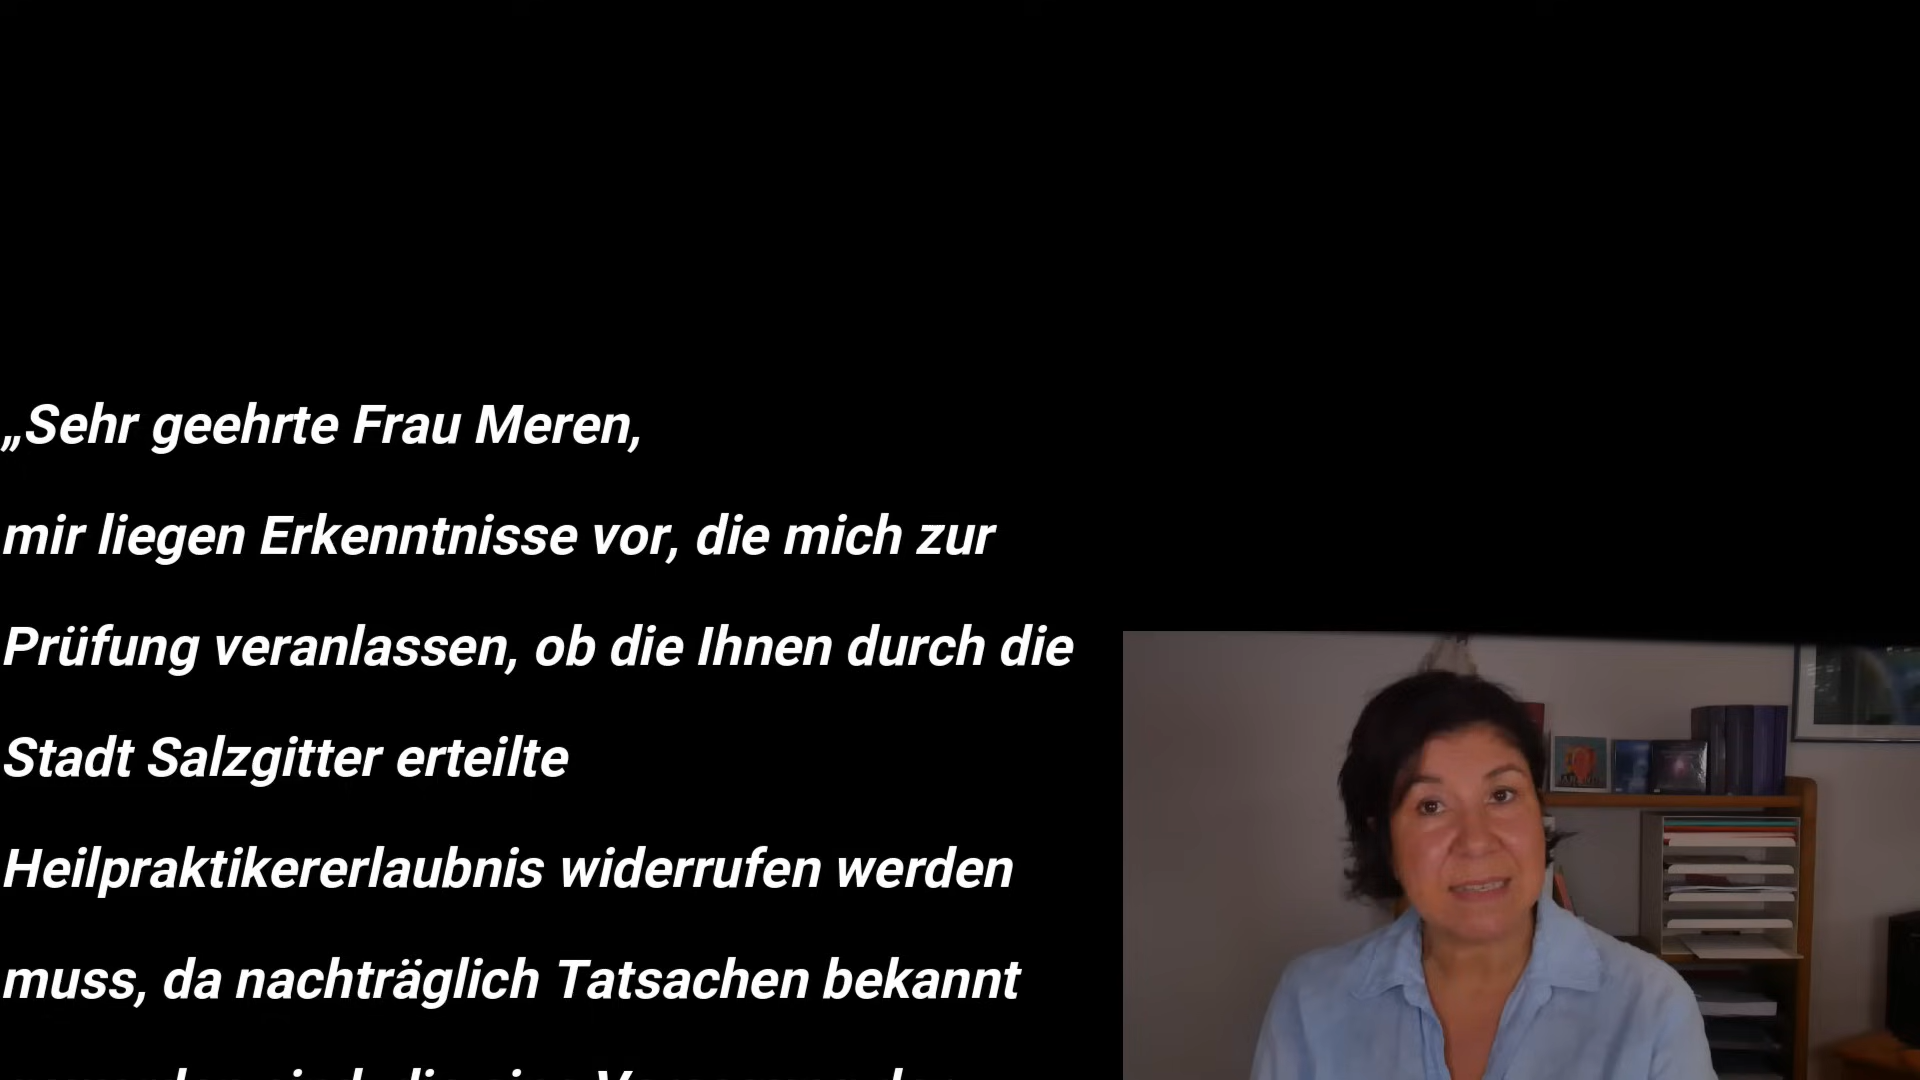 „Sehr geehrte Frau Meren,
mir liegen Erkenntnisse vor, die mich zur
Prüfung veranlassen, ob die Ihnen durch die
Stadt Salzgitter erteilte
Heilpraktikererlaubnis widerrufen werden
muss, da nachträglich Tatsachen bekannt